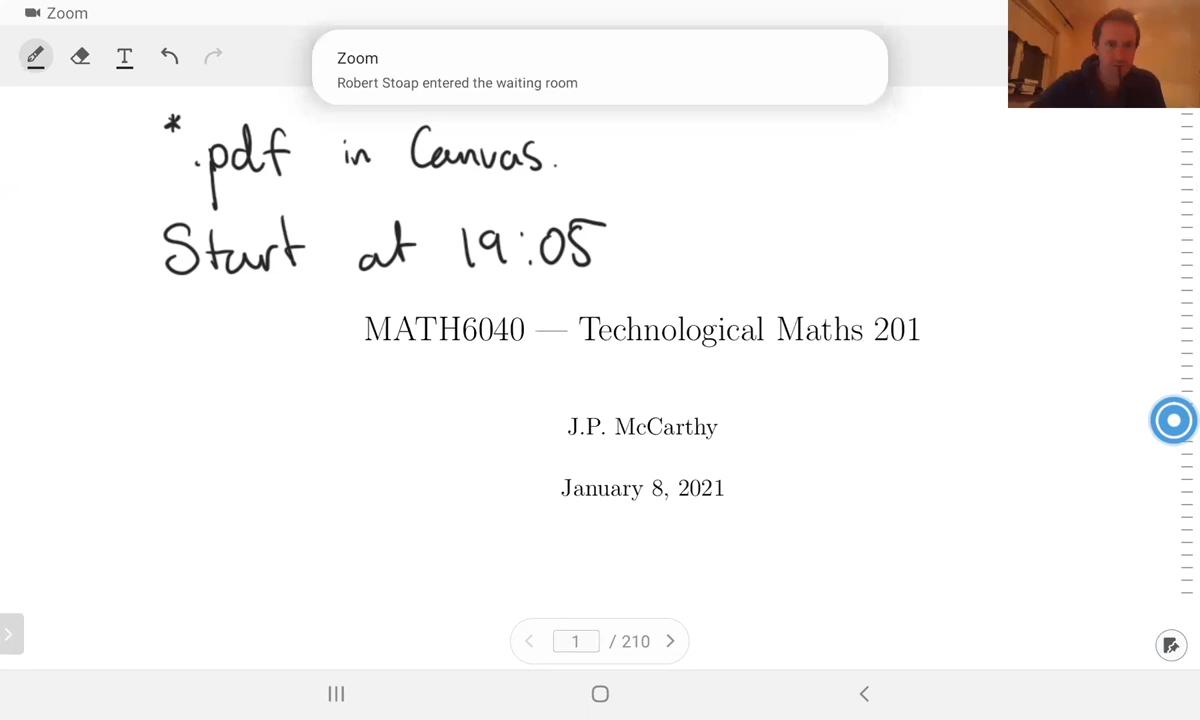 Zoom
Zoom
Robert Stoap entered the waiting room
T
* .pdf in Canvas.
Start at 19:05
MATH6040 — Technological Maths 201
J.P. McCarthy
January 8, 2021
1 / 210